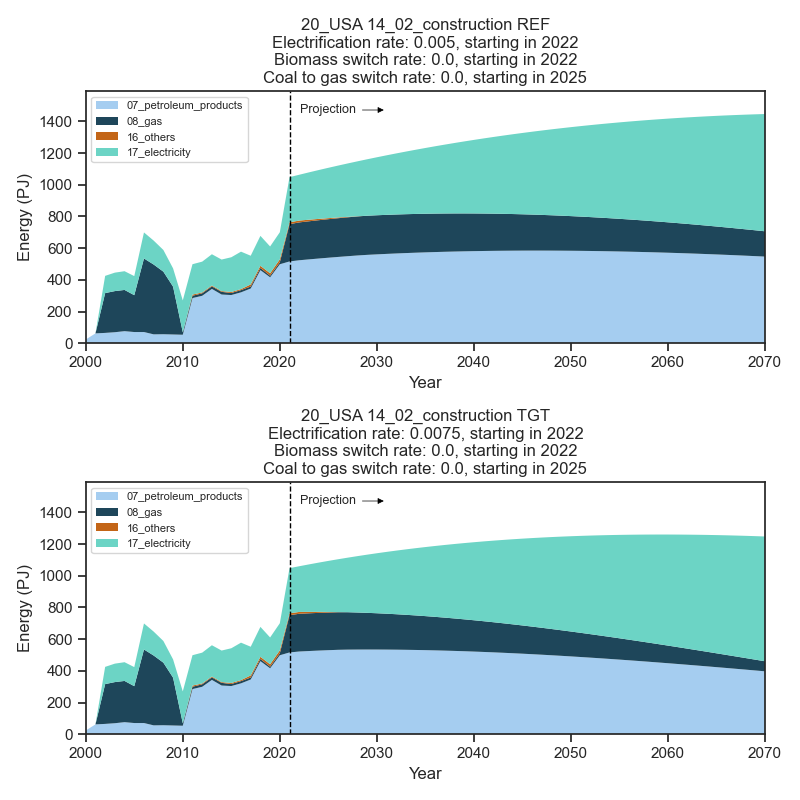 20_USA 14_02_construction REF
Electrification rate: 0.005, starting in 2022
Biomass switch rate: 0.0, starting in 2022
Coal to gas switch rate: 0.0, starting in 2025
07_petroleum_products
08_gas
16_others
17_electricity
Projection
1400
1200
1000
800
600
400
200
0
Energy (PJ)
2000 2010 2020 2030 2040 2050 2060 2070
Year
20_USA 14_02_construction TGT
Electrification rate: 0.0075, starting in 2022
Biomass switch rate: 0.0, starting in 2022
Coal to gas switch rate: 0.0, starting in 2025
07_petroleum_products
08_gas
16_others
17_electricity
Projection
1400
1200
1000
800
600
400
200
0
Energy (PJ)
2000 2010 2020 2030 2040 2050 2060 2070
Year